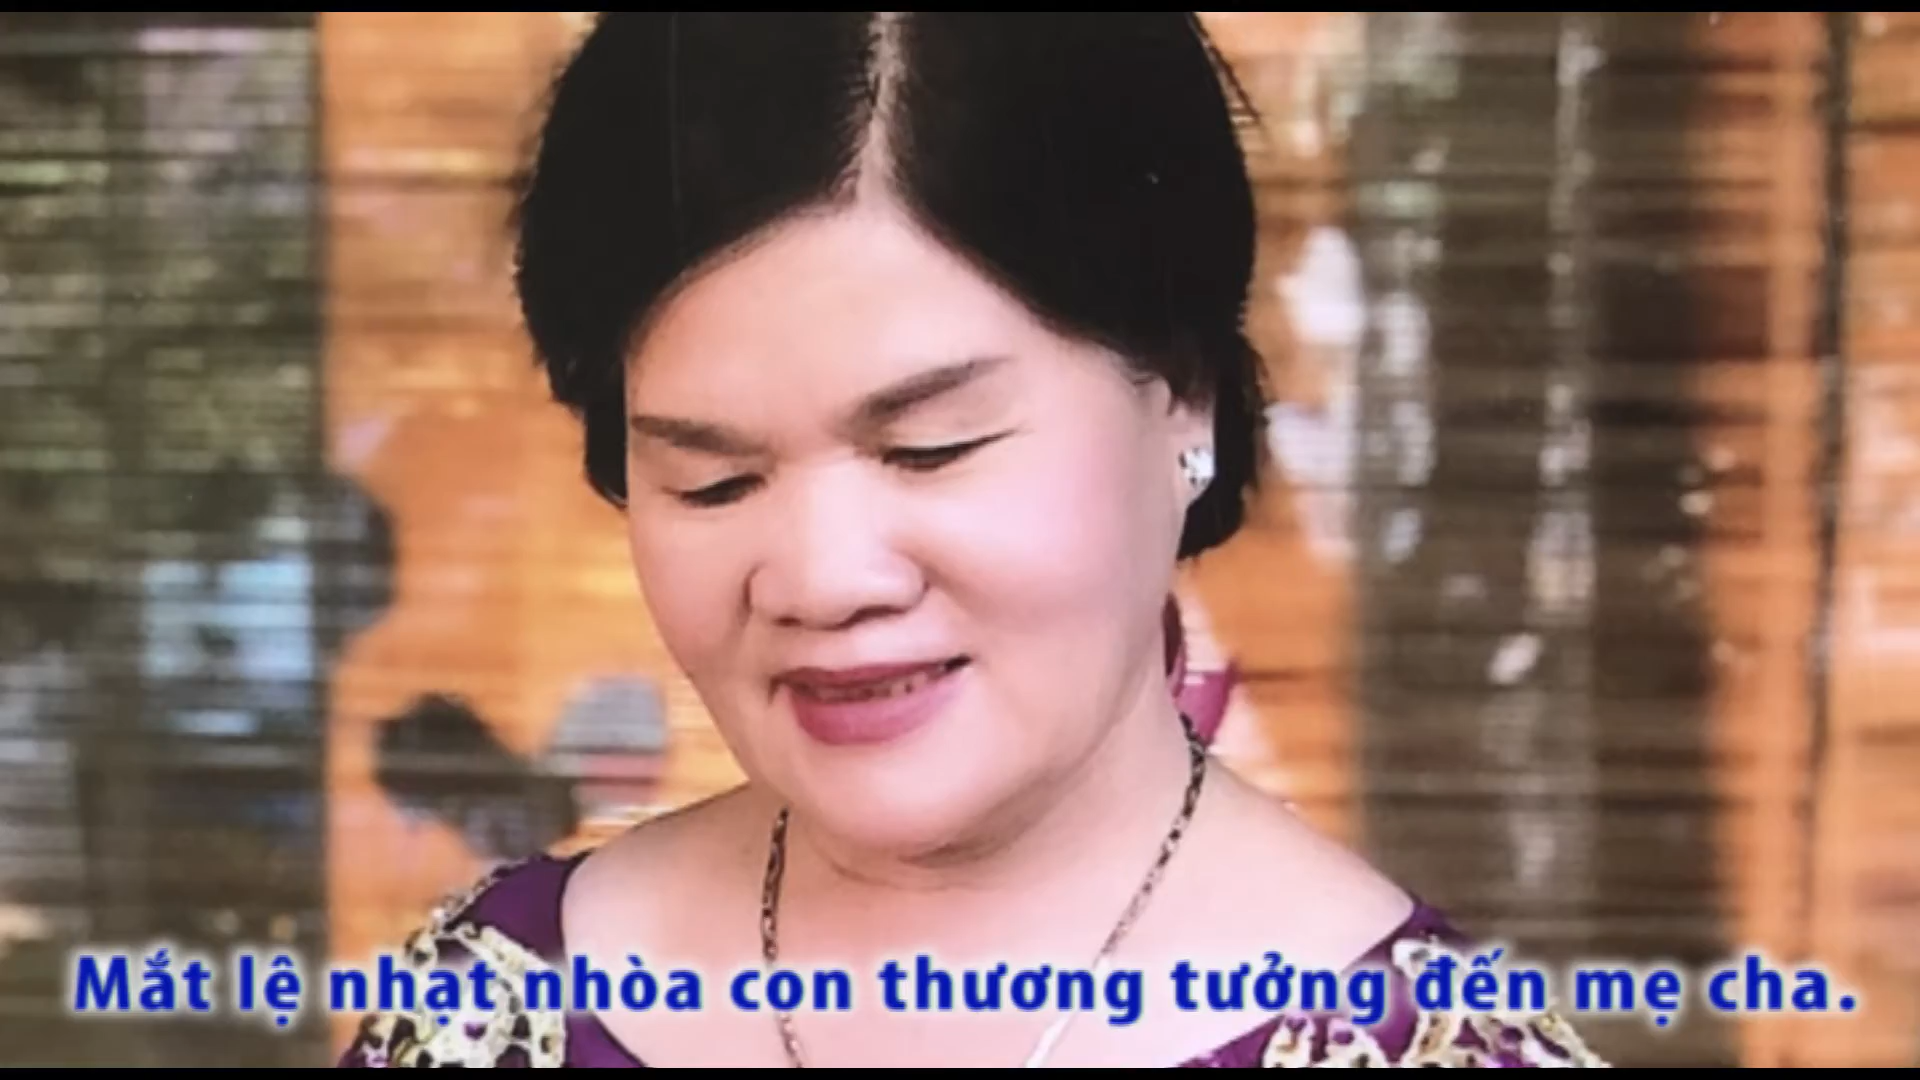 Mắt lệ nhạt nhòa con thương tưởng đến mẹ cha.